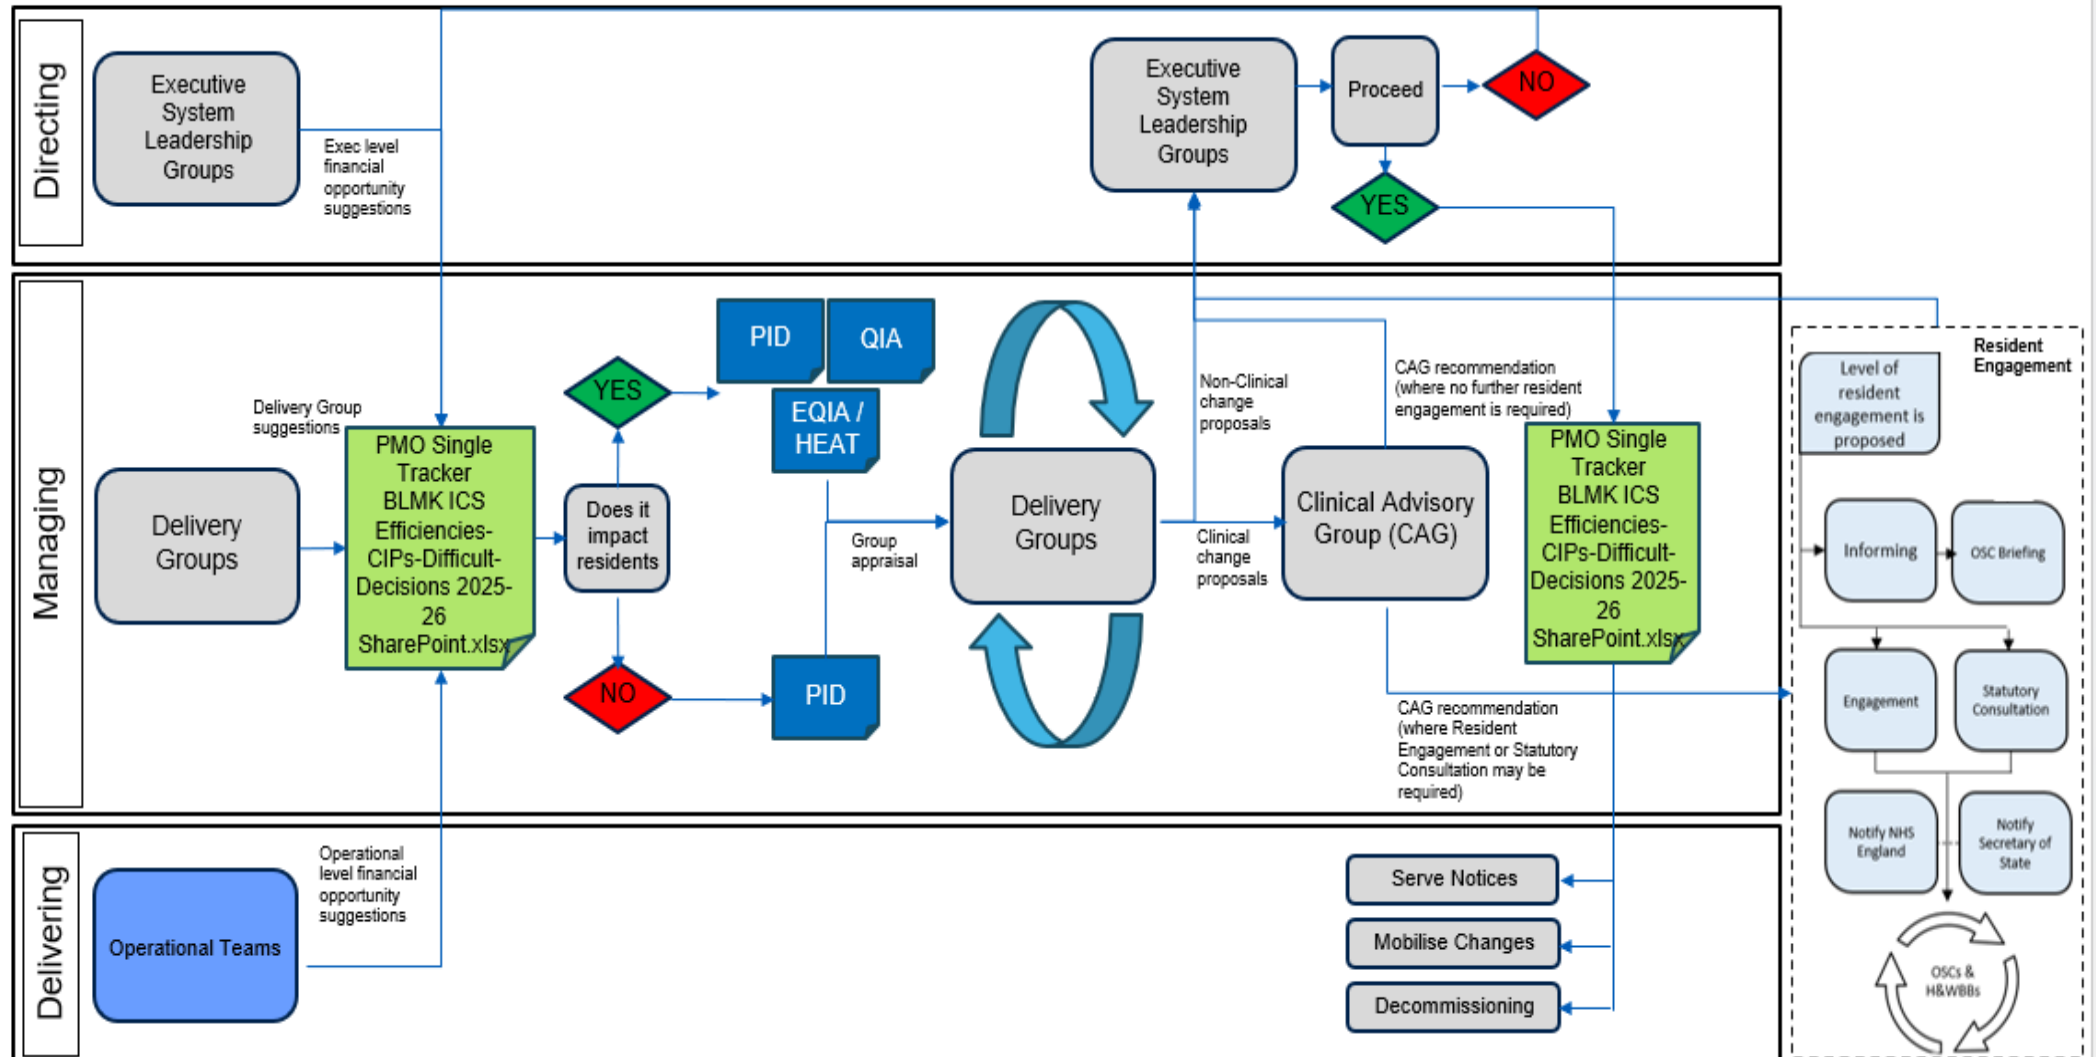 Directing
Executive
System
Leadership
Groups
Exec level
financial
opportunity
suggestions
Executive
System
Leadership
Groups
Proceed
NO
YES
Managing
Delivery
Groups
Delivery Group
suggestions
PMO Single
Tracker
BLMK ICS
Efficiencies-
CIPs-Difficult-
Decisions 2025-
26
SharePoint.xlsx
Does it
impact
residents
YES
NO
PID
QIA
EQIA /
HEAT
PID
Group
appraisal
Delivery
Groups
Non-Clinical
change
proposals
Clinical
change
proposals
CAG recommendation
(where no further resident
engagement is required)
Clinical Advisory
Group (CAG)
CAG recommendation
(where Resident
Engagement or Statutory
Consultation may be
required)
PMO Single
Tracker
BLMK ICS
Efficiencies-
CIPs-Difficult-
Decisions 2025-
26
SharePoint.xlsx
Delivering
Operational Teams
Operational
level financial
opportunity
suggestions
Serve Notices
Mobilise Changes
Decommissioning
Resident
Engagement
Level of
resident
engagement is
proposed
Informing
OSC Briefing
Engagement
Statutory
Consultation
Notify NHS
England
Notify
Secretary of
State
OSCs &
H&WBBs